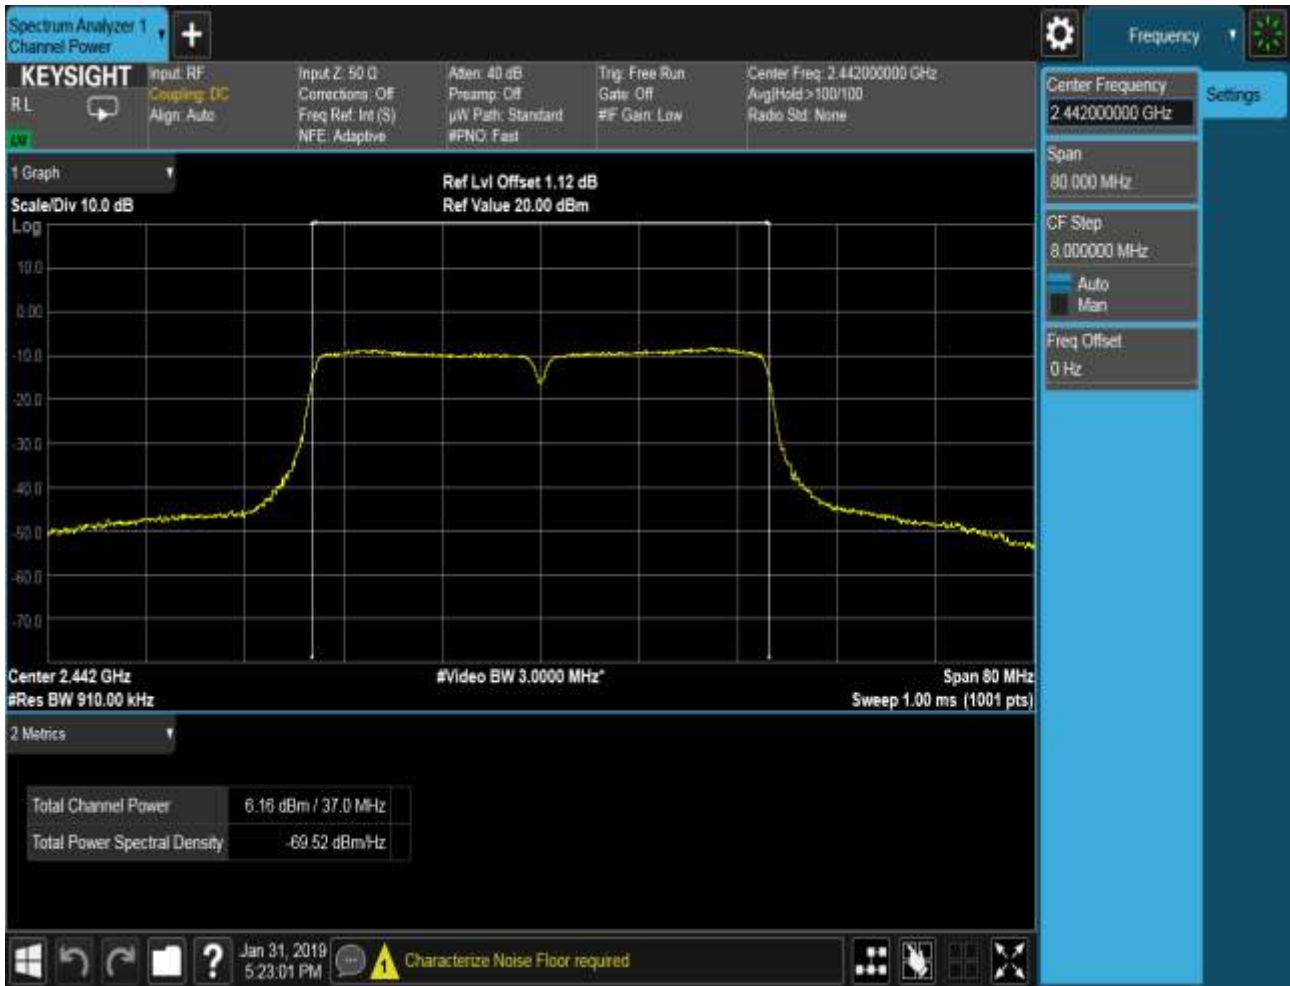 Spectrum Analyzer 1
Channel Power
Frequency
KEYSIGHT
RL
LXI
Input: RF
Coupling: DC
Align: Auto
Input Z: 50 Ω
Corrections: Off
Freq Ref: Int (S)
NFE: Adaptive
Atten: 40 dB
Preamp: Off
µW Path: Standard
#PNO: Fast
Trig: Free Run
Gate: Off
#IF Gain: Low
Center Freq: 2.442000000 GHz
Avg|Hold:>100/100
Radio Std: None
Center Frequency
2.442000000 GHz
Settings
Span
80.000 MHz
CF Step
8.000000 MHz
Auto
Man
Freq Offset
0 Hz
1 Graph
Scale/Div 10.0 dB
Ref Lvl Offset 1.12 dB
Ref Value 20.00 dBm
Log
10.0
0.00
-10.0
-20.0
-30.0
-40.0
-50.0
-60.0
-70.0
Center 2.442 GHz
#Video BW 3.0000 MHz*
Span 80 MHz
#Res BW 910.00 kHz
Sweep 1.00 ms (1001 pts)
2 Metrics
Total Channel Power 6.16 dBm / 37.0 MHz
Total Power Spectral Density -69.52 dBm/Hz
?
Jan 31, 2019
5:23:01 PM
1
Characterize Noise Floor required